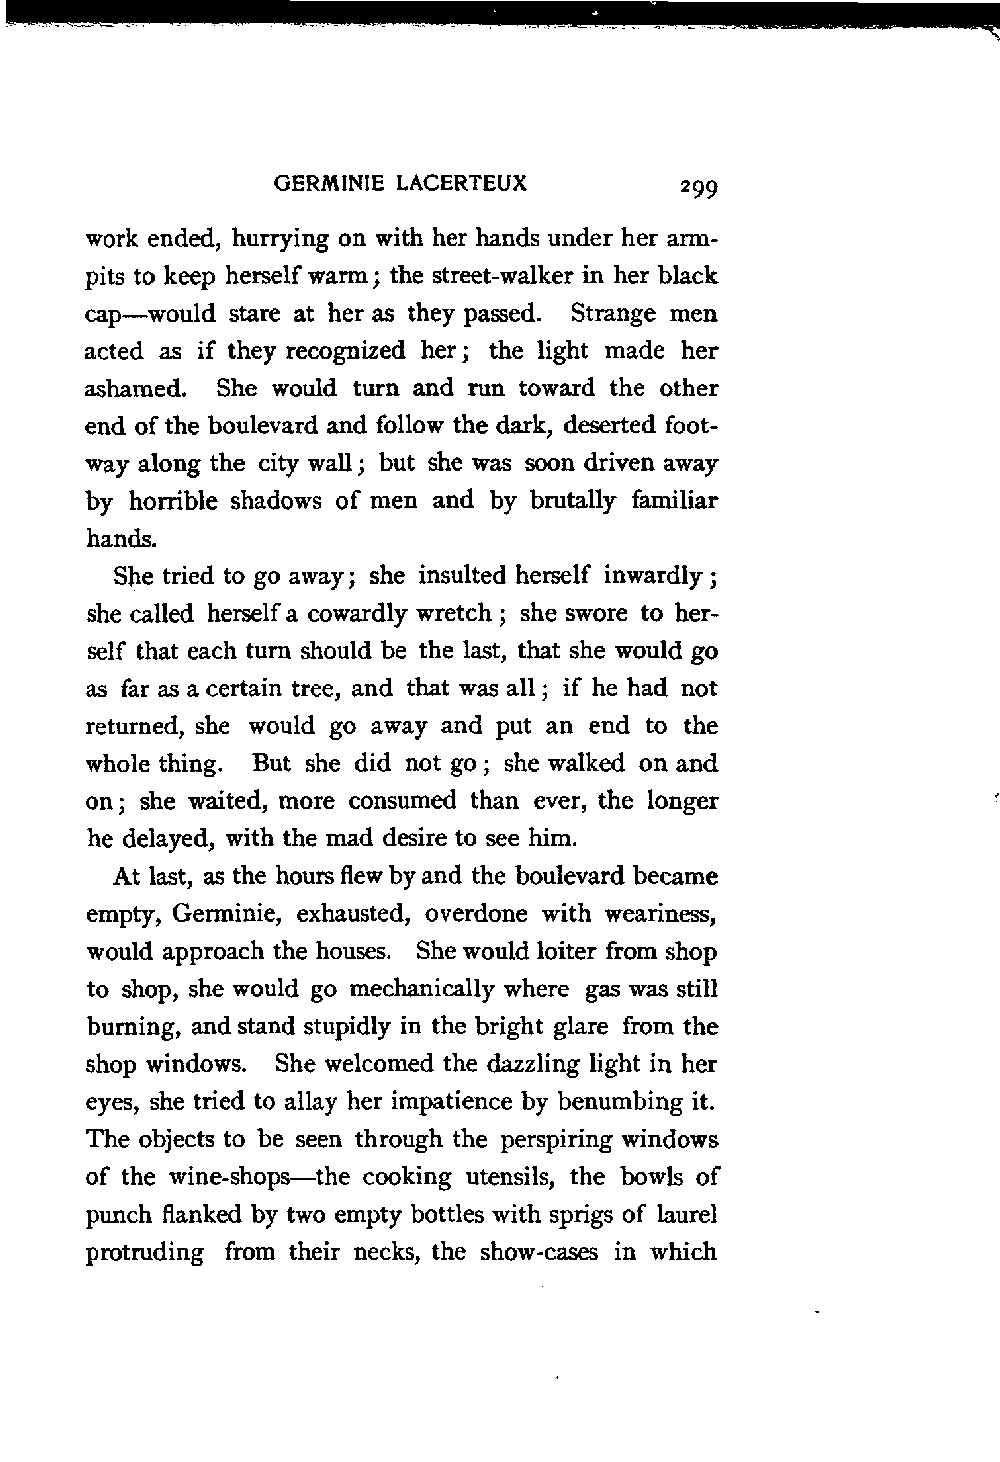 GERMINIE LACERTEUX 299
work ended, hurrying on with her hands under her arm-
pits to keep herself warm; the street-walker in her black
cap—would stare at her as they passed. Strange men
acted as if they recognized her; the light made her
ashamed. She would turn and run toward the other
end of the boulevard and follow the dark, deserted foot-
way along the city wall; but she was soon driven away
by horrible shadows of men and by brutally familiar
hands.
She tried to go away; she insulted herself inwardly;
she called herself a cowardly wretch; she swore to her-
self that each turn should be the last, that she would go
as far as a certain tree, and that was all; if he had not
returned, she would go away and put an end to the
whole thing. But she did not go; she walked on and
on; she waited, more consumed than ever, the longer
he delayed, with the mad desire to see him.
At last, as the hours flew by and the boulevard became
empty, Germinie, exhausted, overdone with weariness,
would approach the houses. She would loiter from shop
to shop, she would go mechanically where gas was still
burning, and stand stupidly in the bright glare from the
shop windows. She welcomed the dazzling light in her
eyes, she tried to allay her impatience by benumbing it.
The objects to be seen through the perspiring windows
of the wine-shops—the cooking utensils, the bowls of
punch flanked by two empty bottles with sprigs of laurel
protruding from their necks, the show-cases in which